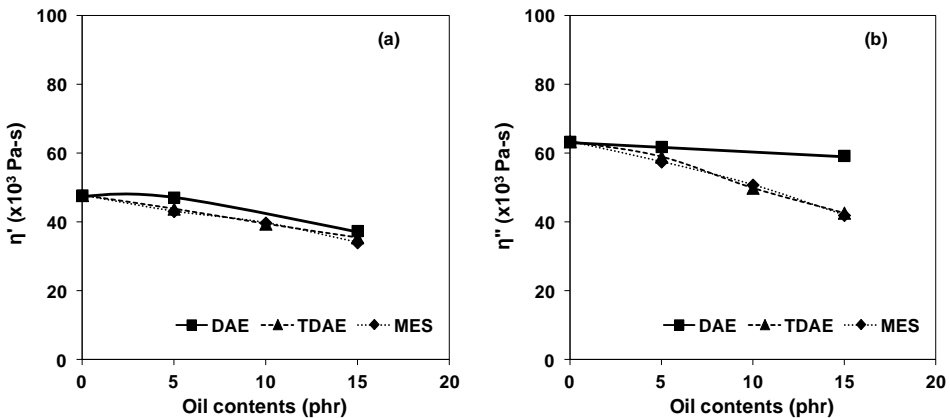 100
80
60
40
20
0
η' (x10³ Pa-s)
(a)
DAE TDAE MES
0 5 10 15 20
Oil contents (phr)
100
80
60
40
20
0
η" (x10³ Pa-s)
(b)
DAE TDAE MES
0 5 10 15 20
Oil contents (phr)